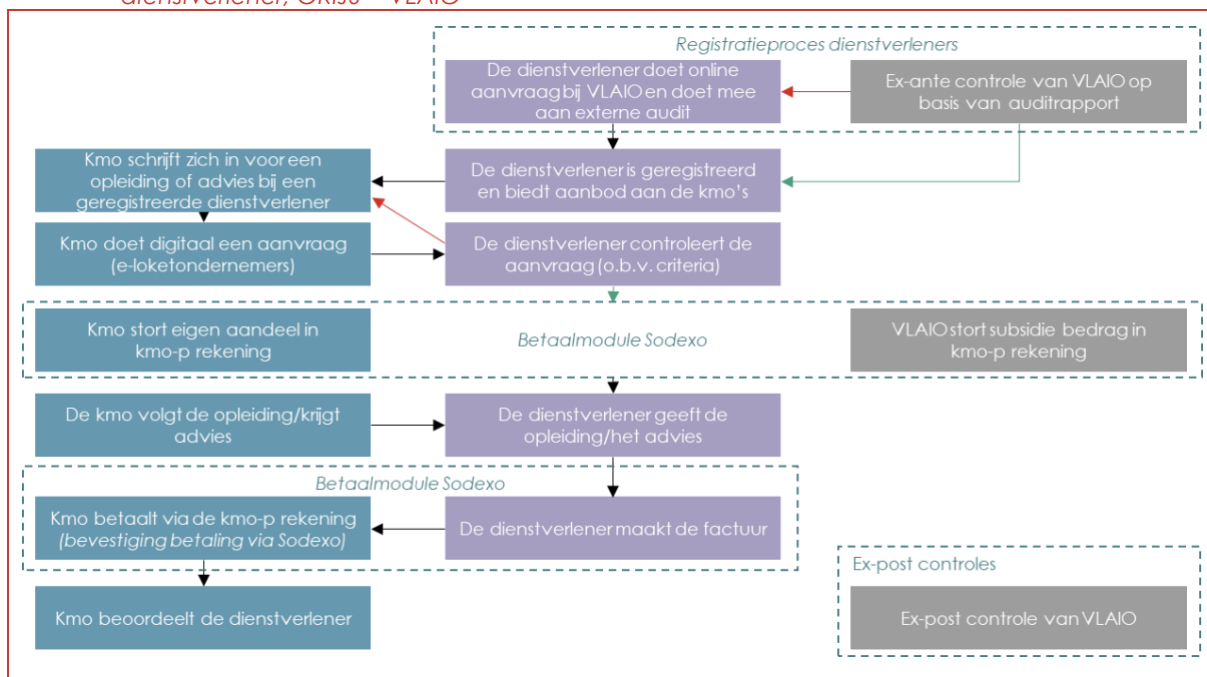 dienstverlener, GRIS
VLAIO
Registratieproces dienstverleners
De dienstverlener doet online
aanvraag bij VLAIO en doet mee
aan externe audit
Ex-ante controle van VLAIO op
basis van auditrapport
Kmo schrijft zich in voor een
opleiding of advies bij een
geregistreerde dienstverlener
De dienstverlener is geregistreerd
en biedt aanbod aan de kmo's
Kmo doet digitaal een aanvraag
(e-loketondernemers)
De dienstverlener controleert de
aanvraag (o.b.v. criteria)
Kmo stort eigen aandeel in
kmo-p rekening
Betaalmodule Sodexo
VLAIO stort subsidie bedrag in
kmo-p rekening
De kmo volgt de opleiding/krijgt
advies
De dienstverlener geeft de
opleiding/het advies
Betaalmodule Sodexo
Kmo betaalt via de kmo-p rekening
(bevestiging betaling via Sodexo)
De dienstverlener maakt de factuur
Kmo beoordeelt de dienstverlener
Ex-post controles
Ex-post controle van VLAIO